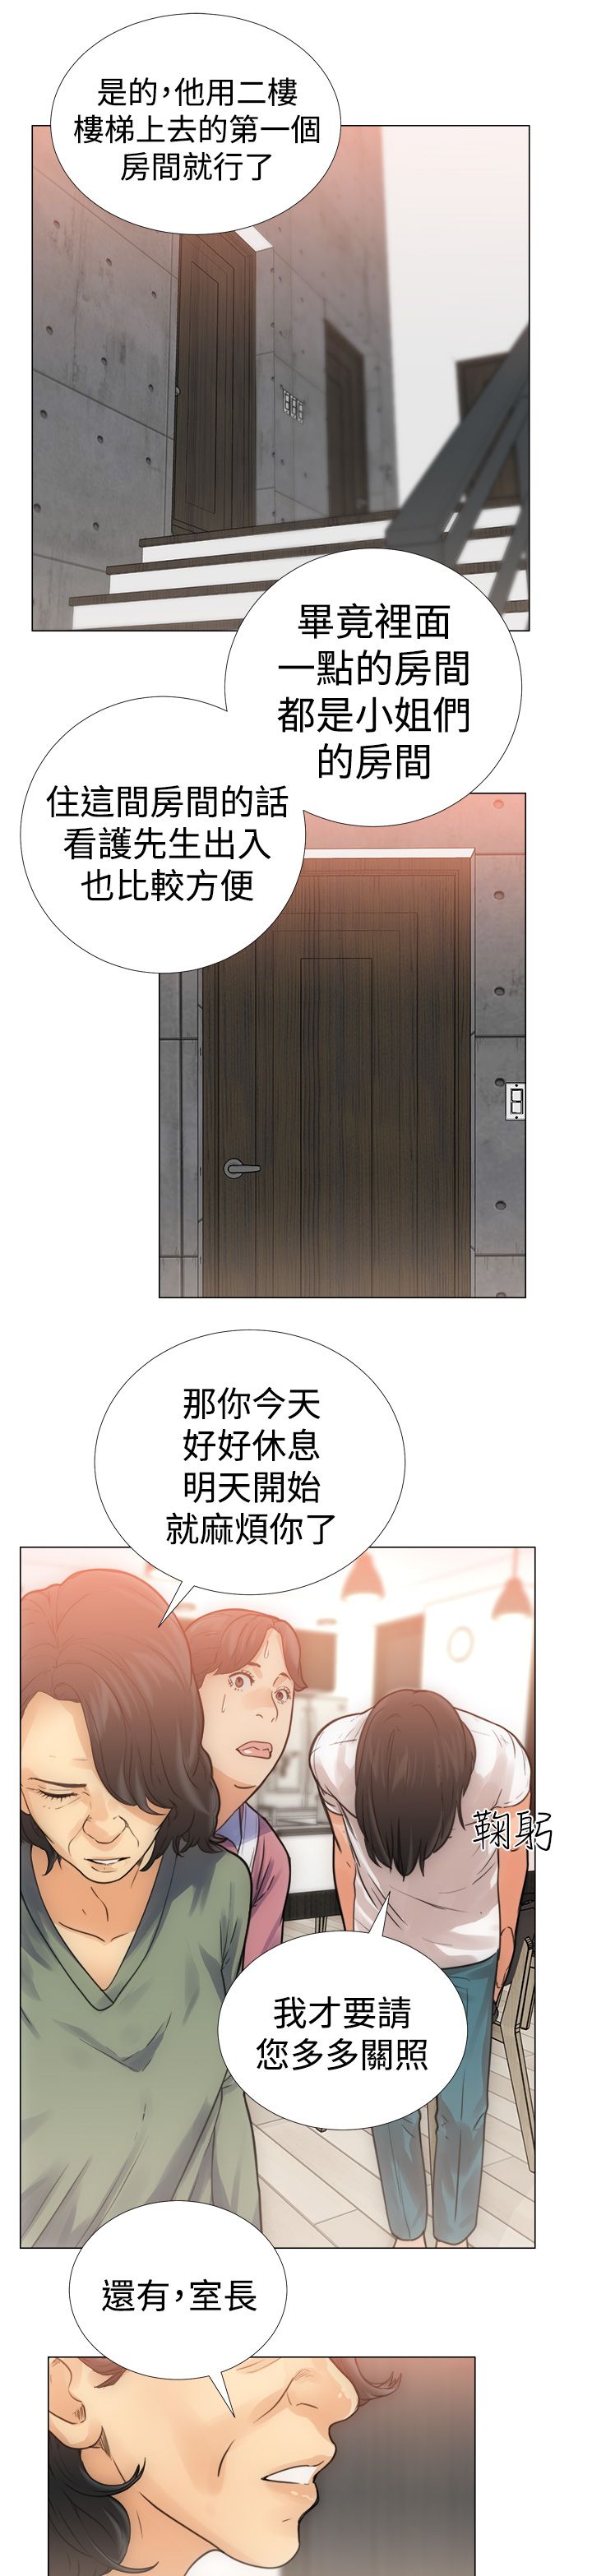 是的，他用二樓
樓梯上去的第一個
房間就行了
畢竟裡面
一點的房間
都是小姐們
的房間
住這間房間的話
看護先生出入
也比較方便
那你今天
好好休息
明天開始
就麻煩你了
鞠躬
我才要請
您多多關照
還有，室長